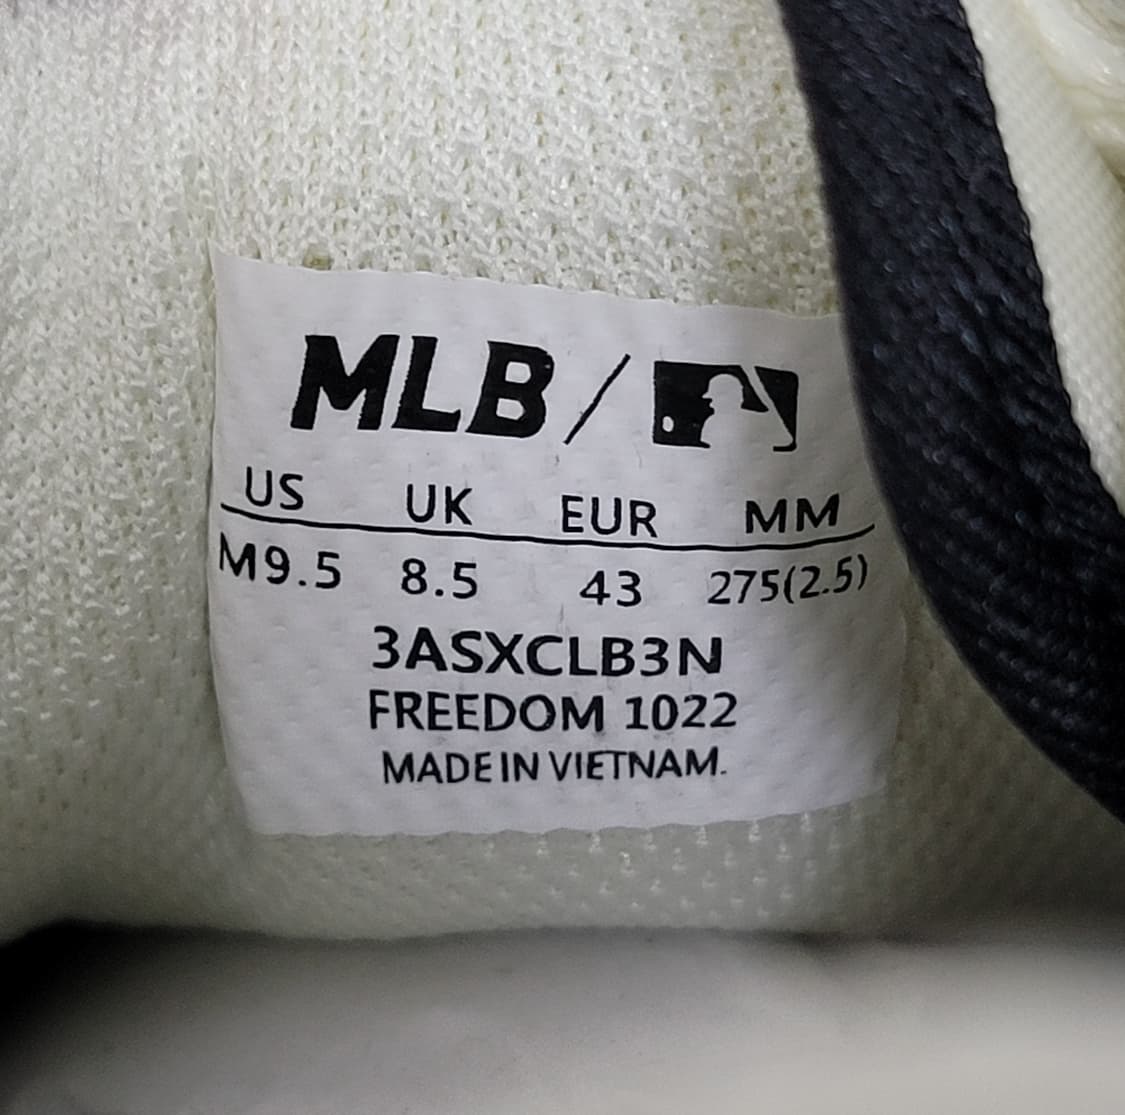 MLB/
US UK EUR MM
M9.5 8.5 43 275(2.5)
3ASXCLB3N
FREEDOM 1022
MADE IN VIETNAM.